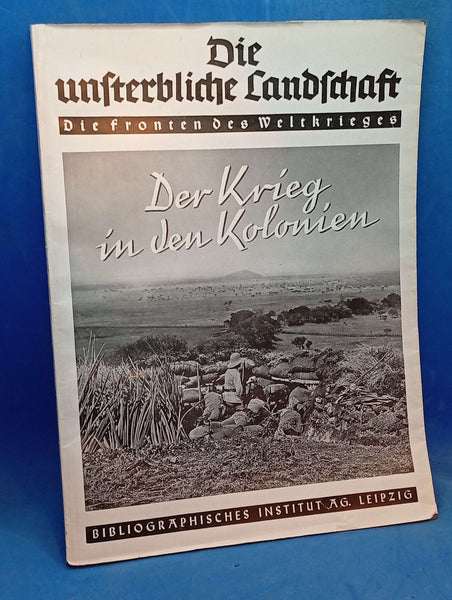 Die
unſterbliche Landſchaft
Die Fronten des Weltkrieges
Der Krieg
in den Kolonien
BIBLIOGRAPHISCHES INSTITUT AG. LEIPZIG